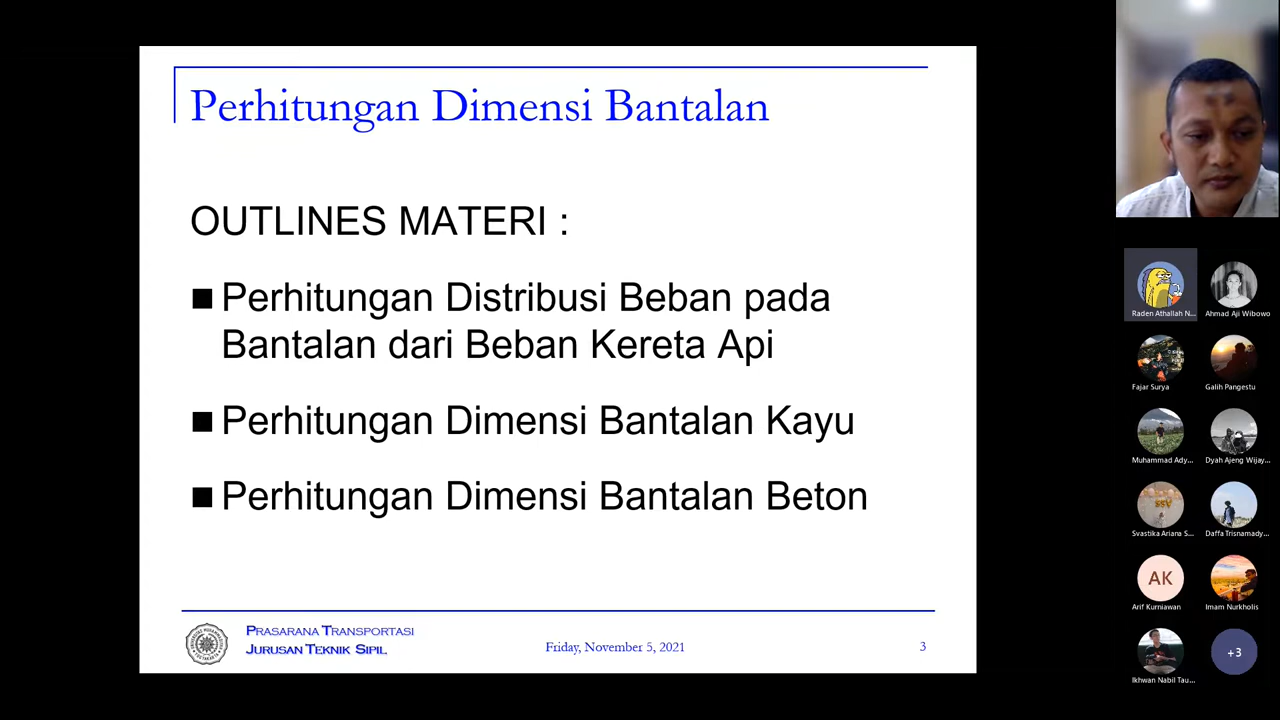 Perhitungan Dimensi Bantalan
OUTLINES MATERI :
Perhitungan Distribusi Beban pada
Bantalan dari Beban Kereta Api
Perhitungan Dimensi Bantalan Kayu
Perhitungan Dimensi Bantalan Beton
PRASARANA TRANSPORTASI
JURUSAN TEKNIK SIPIL
Friday, November 5, 2021
3
Raden Athallah N...
Ahmad Aji Wibowo
Fajar Surya
Galih Pangestu
Muhammad Ady...
Dyah Ajeng Wijay...
Svastika Ariana S...
Daffa Trisnamady...
AK
Arif Kurniawan
Imam Nurkholis
Ikhwan Nabil Tau...
+3